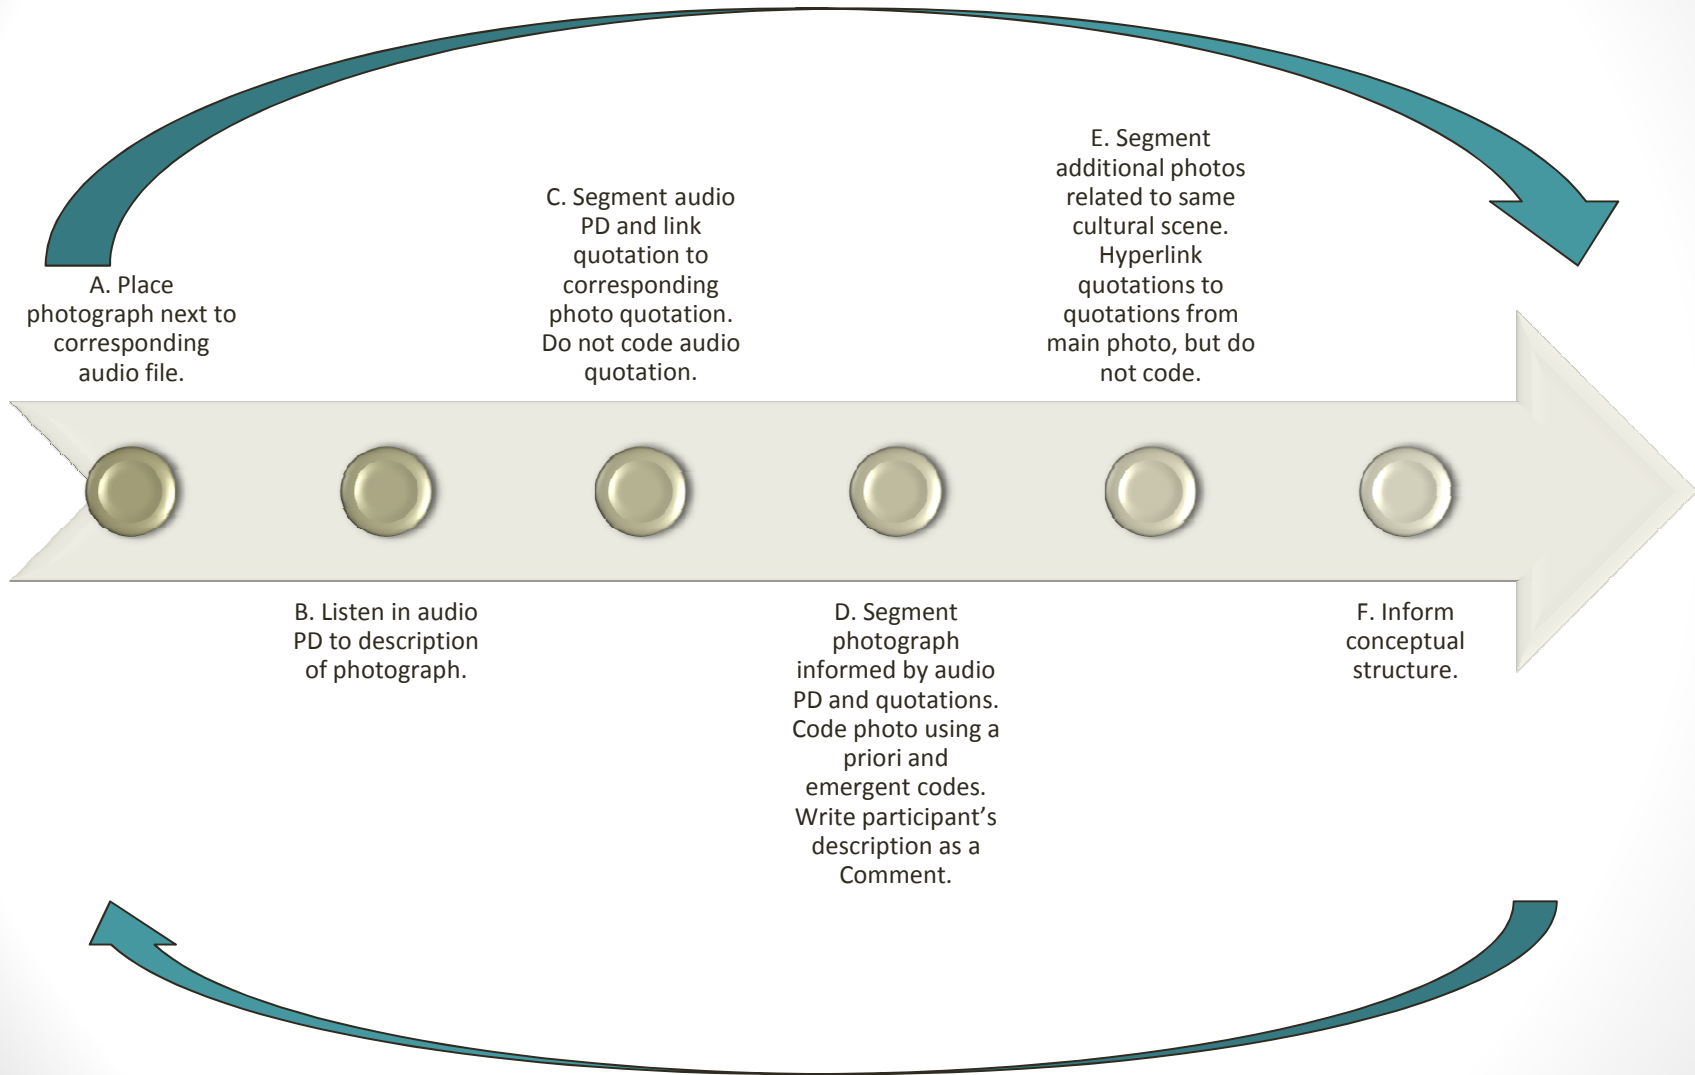 A. Place
photograph next to
corresponding
audio file.
B. Listen in audio
PD to description
of photograph.
C. Segment audio
PD and link
quotation to
corresponding
photo quotation.
Do not code audio
quotation.
D. Segment
photograph
informed by audio
PD and quotations.
Code photo using a
priori and
emergent codes.
Write participant’s
description as a
Comment.
E. Segment
additional photos
related to same
cultural scene.
Hyperlink
quotations to
quotations from
main photo, but do
not code.
F. Inform
conceptual
structure.